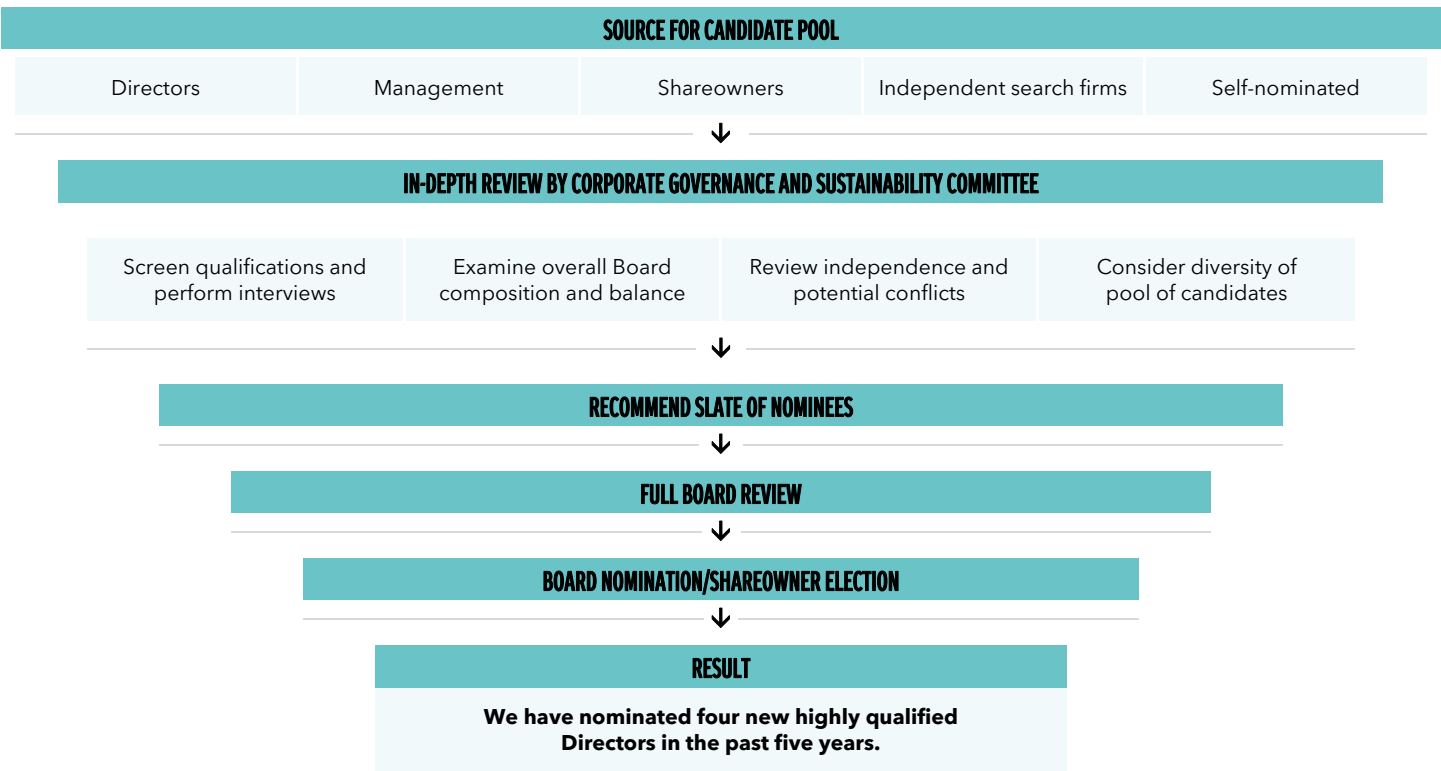 SOURCE FOR CANDIDATE POOL
Directors
Management
Shareowners
Independent search firms
Self-nominated
IN-DEPTH REVIEW BY CORPORATE GOVERNANCE AND SUSTAINABILITY COMMITTEE
Screen qualifications and
perform interviews
Examine overall Board
composition and balance
Review independence and
potential conflicts
Consider diversity of
pool of candidates
RECOMMEND SLATE OF NOMINEES
FULL BOARD REVIEW
BOARD NOMINATION/SHAREOWNER ELECTION
RESULT
We have nominated four new highly qualified
Directors in the past five years.